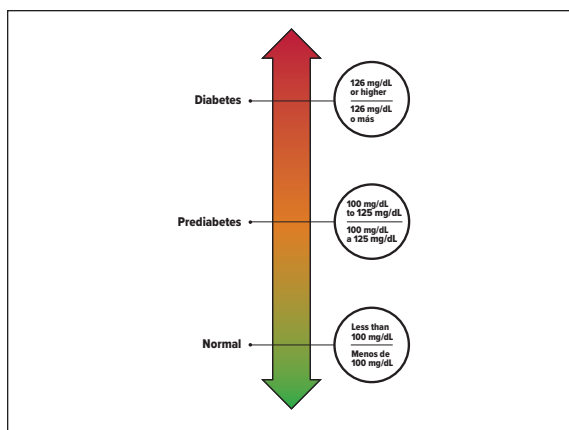 Diabetes
126 mg/dL
or higher
126 mg/dL
o más
Prediabetes
100 mg/dL
to 125 mg/dL
100 mg/dL
a 125 mg/dL
Normal
Less than
100 mg/dL
Menos de
100 mg/dL